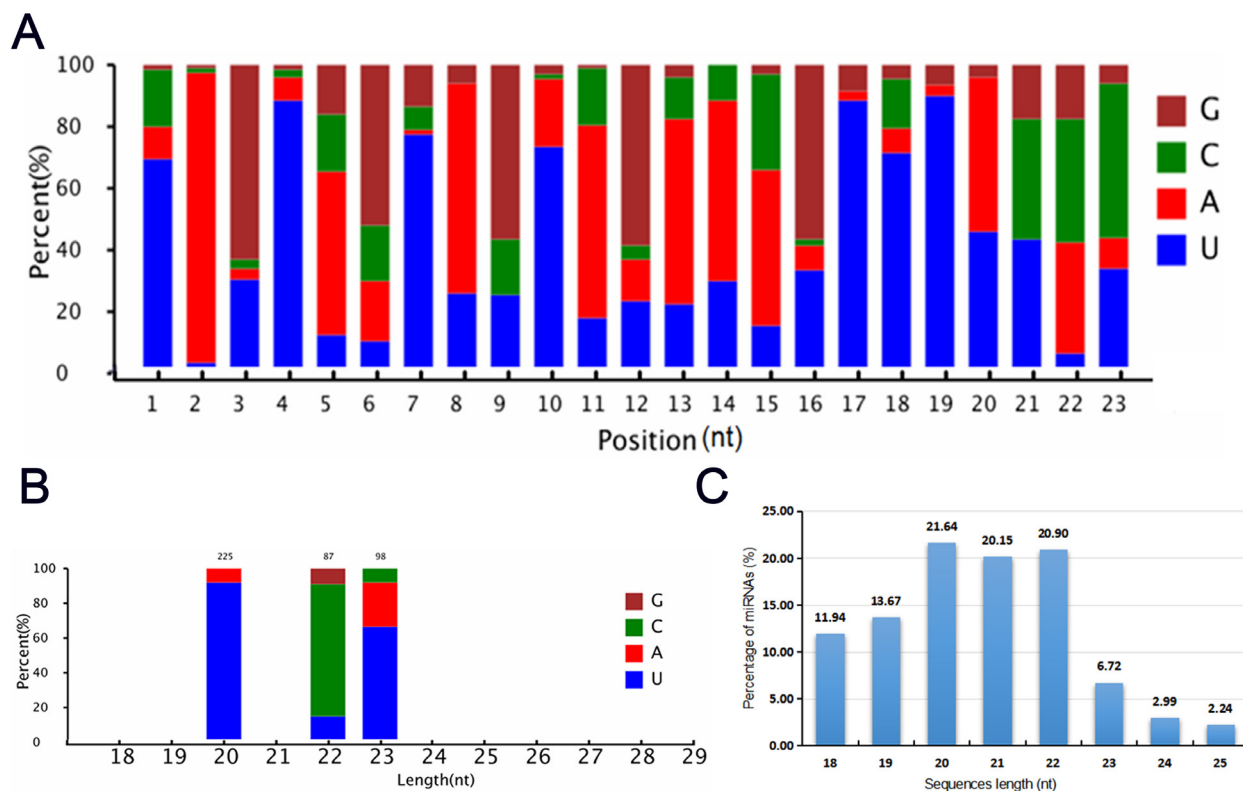 A
Percent(%)
100
80
60
40
20
0
1 2 3 4 5 6 7 8 9 10 11 12 13 14 15 16 17 18 19 20 21 22 23
Position(nt)
G
C
A
U
B
Percent(%)
100
80
60
40
20
0
225 87 98
18 19 20 21 22 23 24 25 26 27 28 29
Length(nt)
G
C
A
U
C
Percentage of miRNAs (%)
25.00
20.00
15.00
10.00
5.00
0.00
11.94 13.67 21.64 20.15 20.90 6.72 2.99 2.24
18 19 20 21 22 23 24 25
Sequences length (nt)